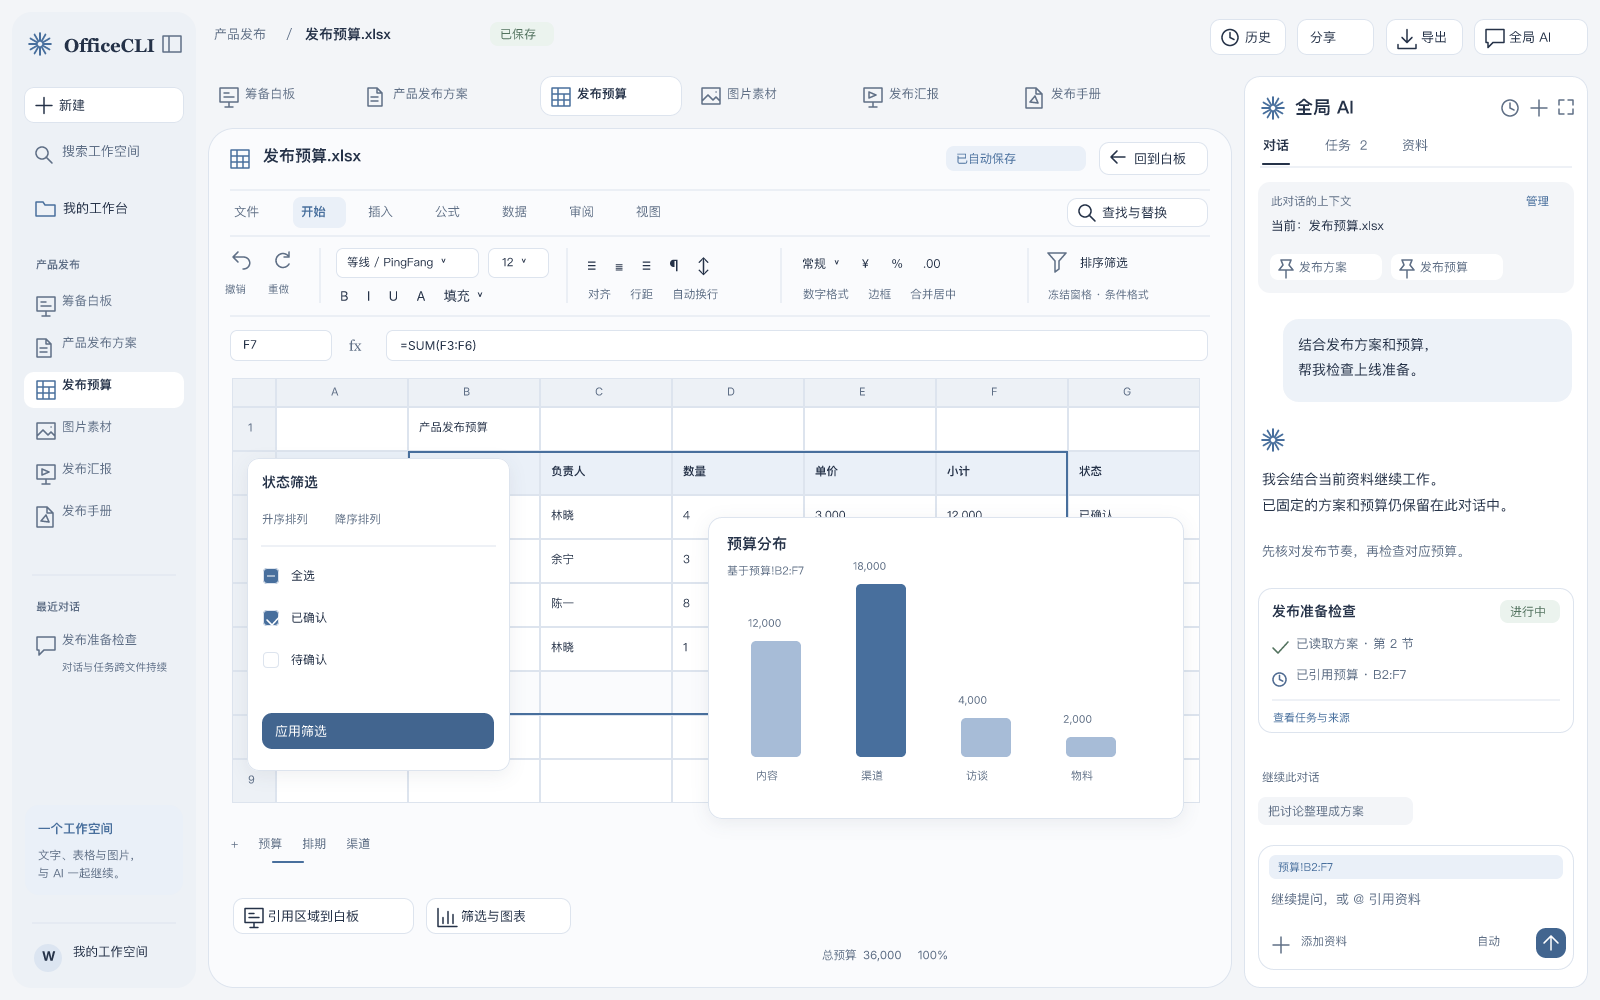 OfficeCLI
新建
搜索工作空间
我的工作台
产品发布
筹备白板
产品发布方案
发布预算
图片素材
发布汇报
发布手册
最近对话
发布准备检查
对话与任务跨文件持续
一个工作空间
文字、表格与图片，
与 AI 一起继续。
W 我的工作空间
产品发布 / 发布预算.xlsx 已保存
历史 分享 导出 全局 AI
筹备白板 产品发布方案 发布预算 图片素材 发布汇报 发布手册
发布预算.xlsx 已自动保存 回到白板
文件 开始 插入 公式 数据 审阅 视图 查找与替换
等线 / PingFang 12 ¶ 常规 ¥ % .00 排序筛选
撤销 重做 B I U A 填充 对齐 行距 自动换行 数字格式 边框 合并居中 冻结窗格 · 条件格式
F7 fx =SUM(F3:F6)
A B C D E F G
1 产品发布预算
负责人 数量 单价 小计 状态
林晓 4 3,000 12,000 已确认
余宁 3
陈一 8
林晓 1
9
状态筛选
升序排列 降序排列
全选
已确认
待确认
应用筛选
预算分布
基于预算!B2:F7
12,000 18,000 4,000 2,000
内容 渠道 访谈 物料
+ 预算 排期 渠道
引用区域到白板 筛选与图表
总预算 36,000 100%
全局 AI
对话 任务 2 资料
此对话的上下文 管理
当前：发布预算.xlsx
发布方案 发布预算
结合发布方案和预算，
帮我检查上线准备。
我会结合当前资料继续工作。
已固定的方案和预算仍保留在此对话中。
先核对发布节奏，再检查对应预算。
发布准备检查 进行中
已读取方案 · 第 2 节
已引用预算 · B2:F7
查看任务与来源
继续此对话
把讨论整理成方案
预算!B2:F7
继续提问，或 @ 引用资料
添加资料 自动